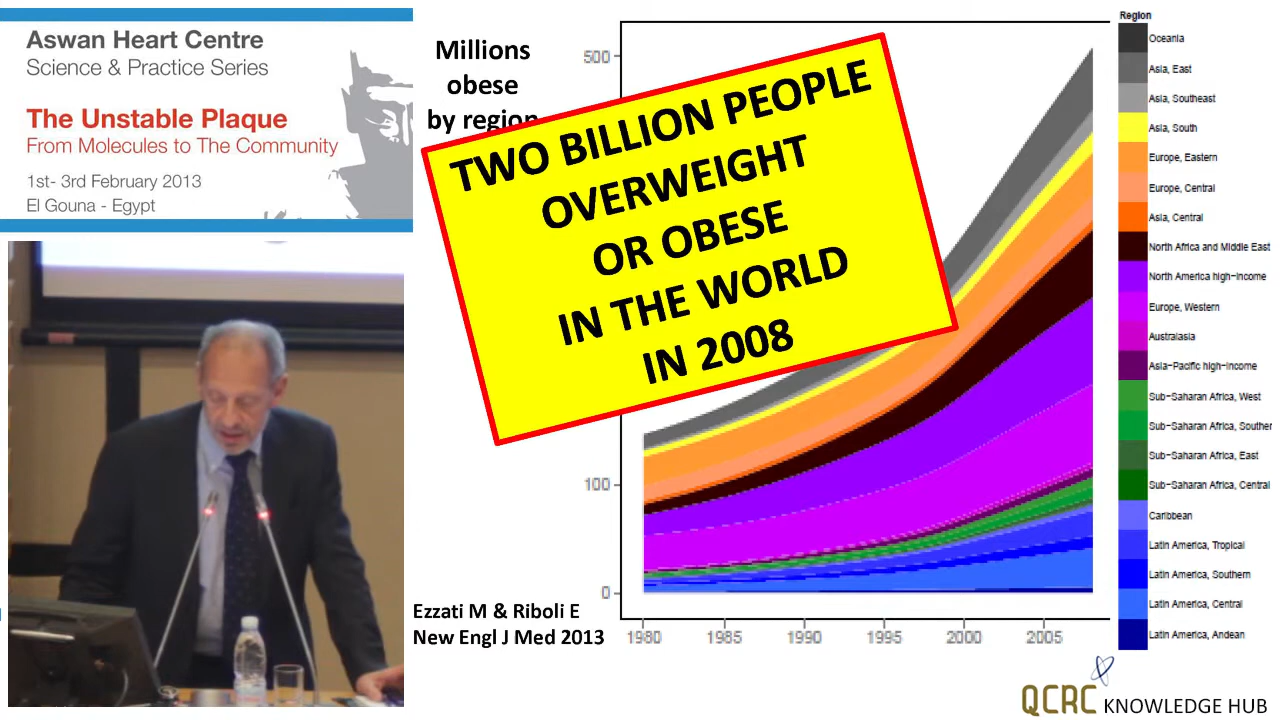 Aswan Heart Centre
Science & Practice Series
The Unstable Plaque
From Molecules to The Community
1st- 3rd February 2013
El Gouna - Egypt
Millions
obese
by region
TWO BILLION PEOPLE
OVERWEIGHT
OR OBESE
IN THE WORLD
IN 2008
500
100
0
1980
1985
1990
1995
2000
2005
Ezzati M & Riboli E
New Engl J Med 2013
Region
Oceania
Asia, East
Asia, Southeast
Asia, South
Europe, Eastern
Europe, Central
Asia, Central
North Africa and Middle East
North America high-income
Europe, Western
Australasia
Asia-Pacific high-income
Sub-Saharan Africa, West
Sub-Saharan Africa, Souther
Sub-Saharan Africa, East
Sub-Saharan Africa, Central
Caribbean
Latin America, Tropical
Latin America, Southern
Latin America, Central
Latin America, Andean
QCRC KNOWLEDGE HUB